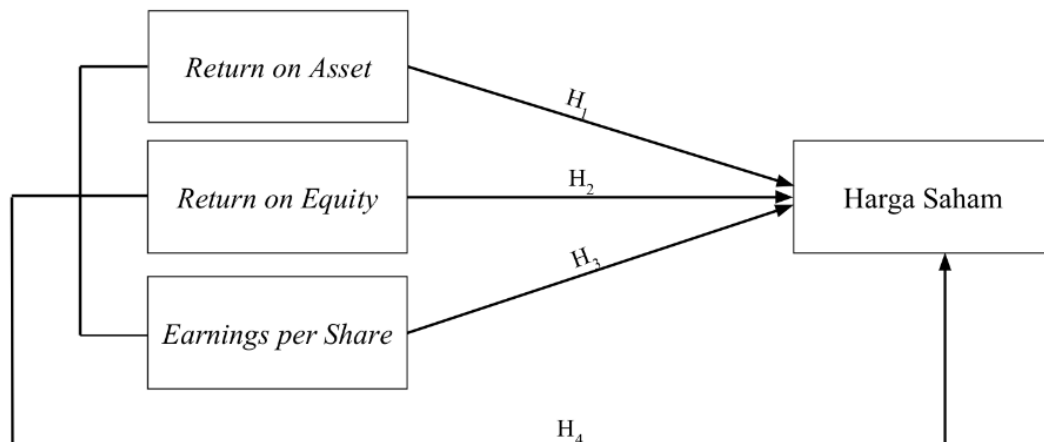 Return on Asset
H₁
Return on Equity
H₂
Harga Saham
H₃
Earnings per Share
H₄